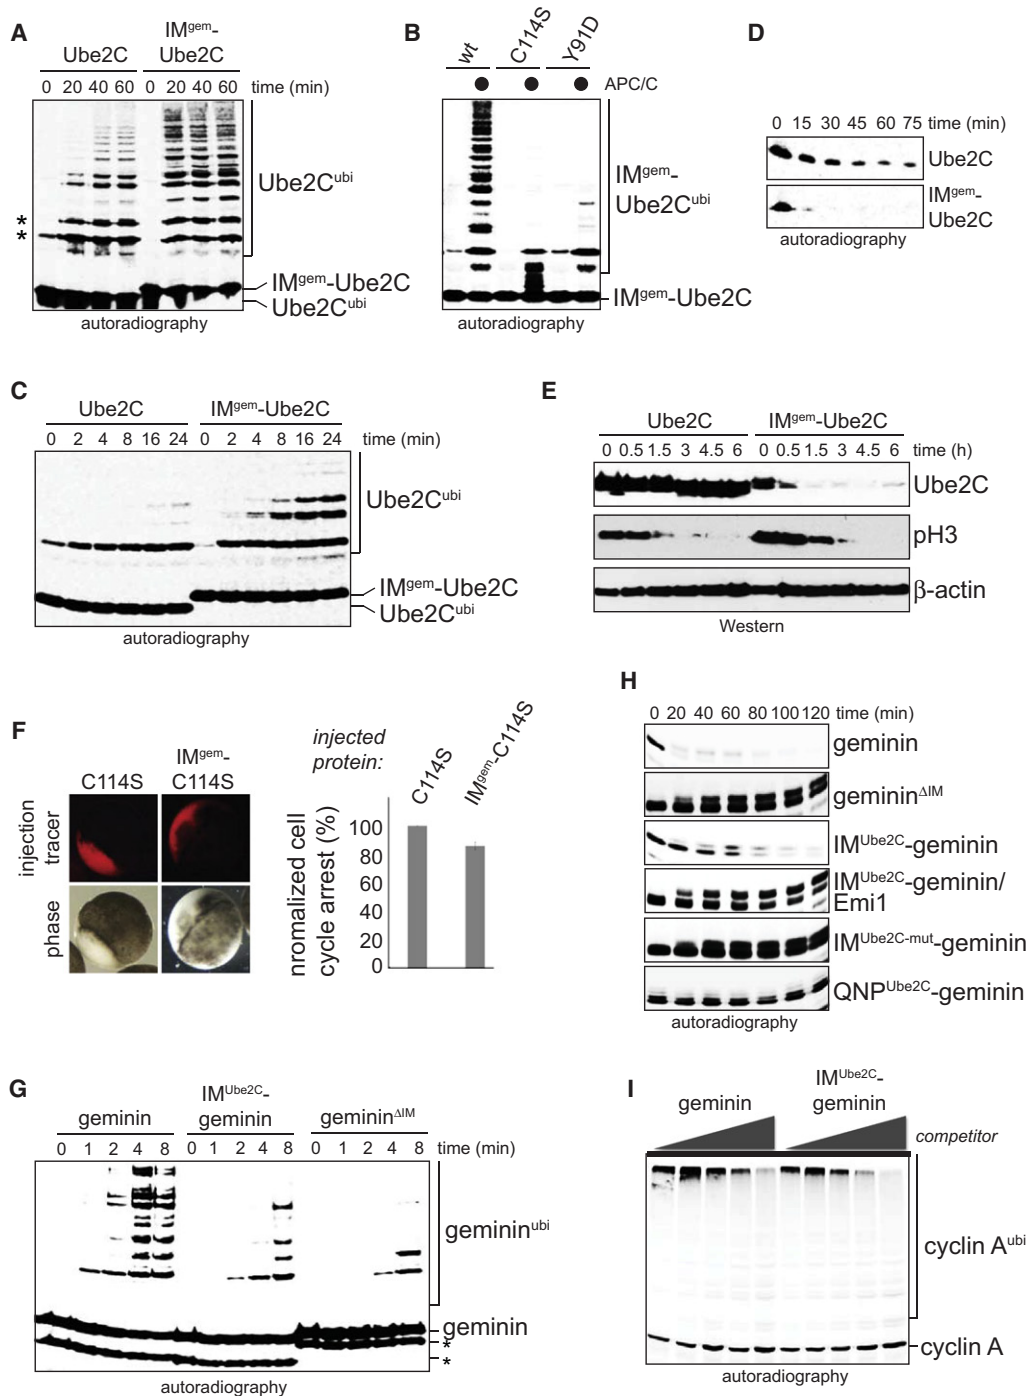 A
Ube2C
IMgem-
Ube2C
0 20 40 60 0 20 40 60 time (min)
Ube2Cubi
*
*
IMgem-Ube2C
Ube2Cubi
autoradiography
B
wt C114S Y91D
APC/C
IMgem-
Ube2Cubi
IMgem-Ube2C
autoradiography
D
0 15 30 45 60 75 time (min)
Ube2C
IMgem-
Ube2C
autoradiography
C
Ube2C IMgem-Ube2C
0 2 4 8 16 24 0 2 4 8 16 24 time (min)
Ube2Cubi
IMgem-Ube2C
Ube2Cubi
autoradiography
E
Ube2C IMgem-Ube2C
0 0.5 1.5 3 4.5 6 0 0.5 1.5 3 4.5 6 time (h)
Ube2C
pH3
β-actin
Western
F
C114S
IMgem-
C114S
injection
tracer
phase
injected
protein:
C114S
IMgem-C114S
nromalized cell
cycle arrest (%)
100
80
60
40
20
0
H
0 20 40 60 80 100 120 time (min)
geminin
gemininΔIM
IMUbe2C-geminin
IMUbe2C-geminin/
Emi1
IMUbe2C-mut-geminin
QNPUbe2C-geminin
autoradiography
G
geminin
IMUbe2C-
geminin
gemininΔIM
0 1 2 4 8 0 1 2 4 8 0 1 2 4 8 time (min)
gemininubi
geminin
*
*
autoradiography
I
geminin
IMUbe2C-
geminin
competitor
cyclin Aubi
cyclin A
autoradiography